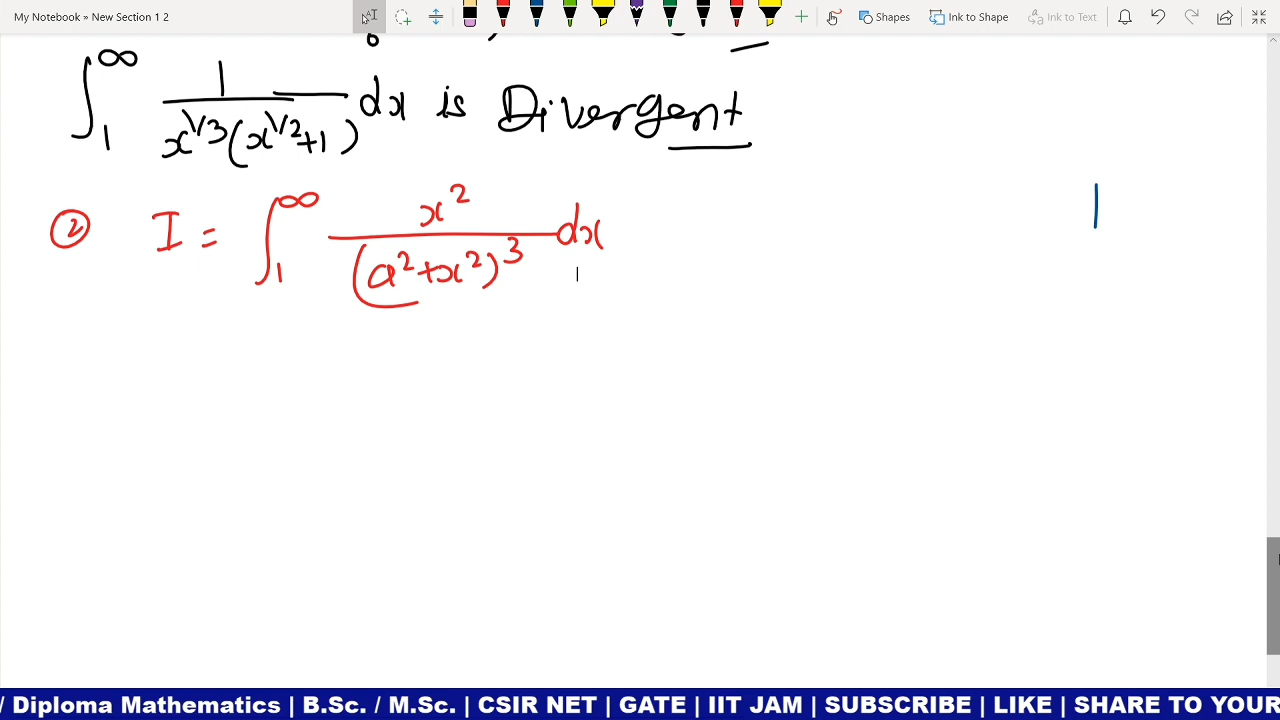 My Notebook » New Section 1 2
Shapes
Ink to Shape
Ink to Text
∫₁^∞ 1/(x^{1/3}(x^{1/2}+1)) dx is Divergent
② I = ∫₁^∞ x²/(a²+x²)³ dx
/ Diploma Mathematics | B.Sc. / M.Sc. | CSIR NET | GATE | IIT JAM | SUBSCRIBE | LIKE | SHARE TO YOUR